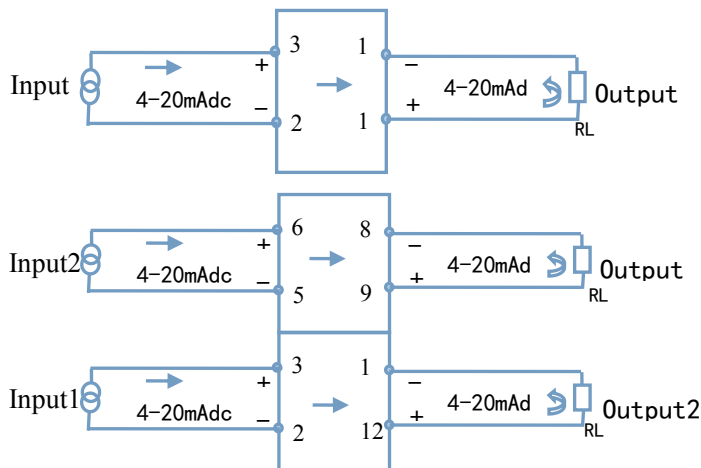 3 1
Input + 4-20mAdc − − 4-20mAd + Output
2 1 RL
6 8
Input2 + 4-20mAdc − − 4-20mAd + Output
5 9 RL
3 1
Input1 + 4-20mAdc − − 4-20mAd + Output2
2 12 RL